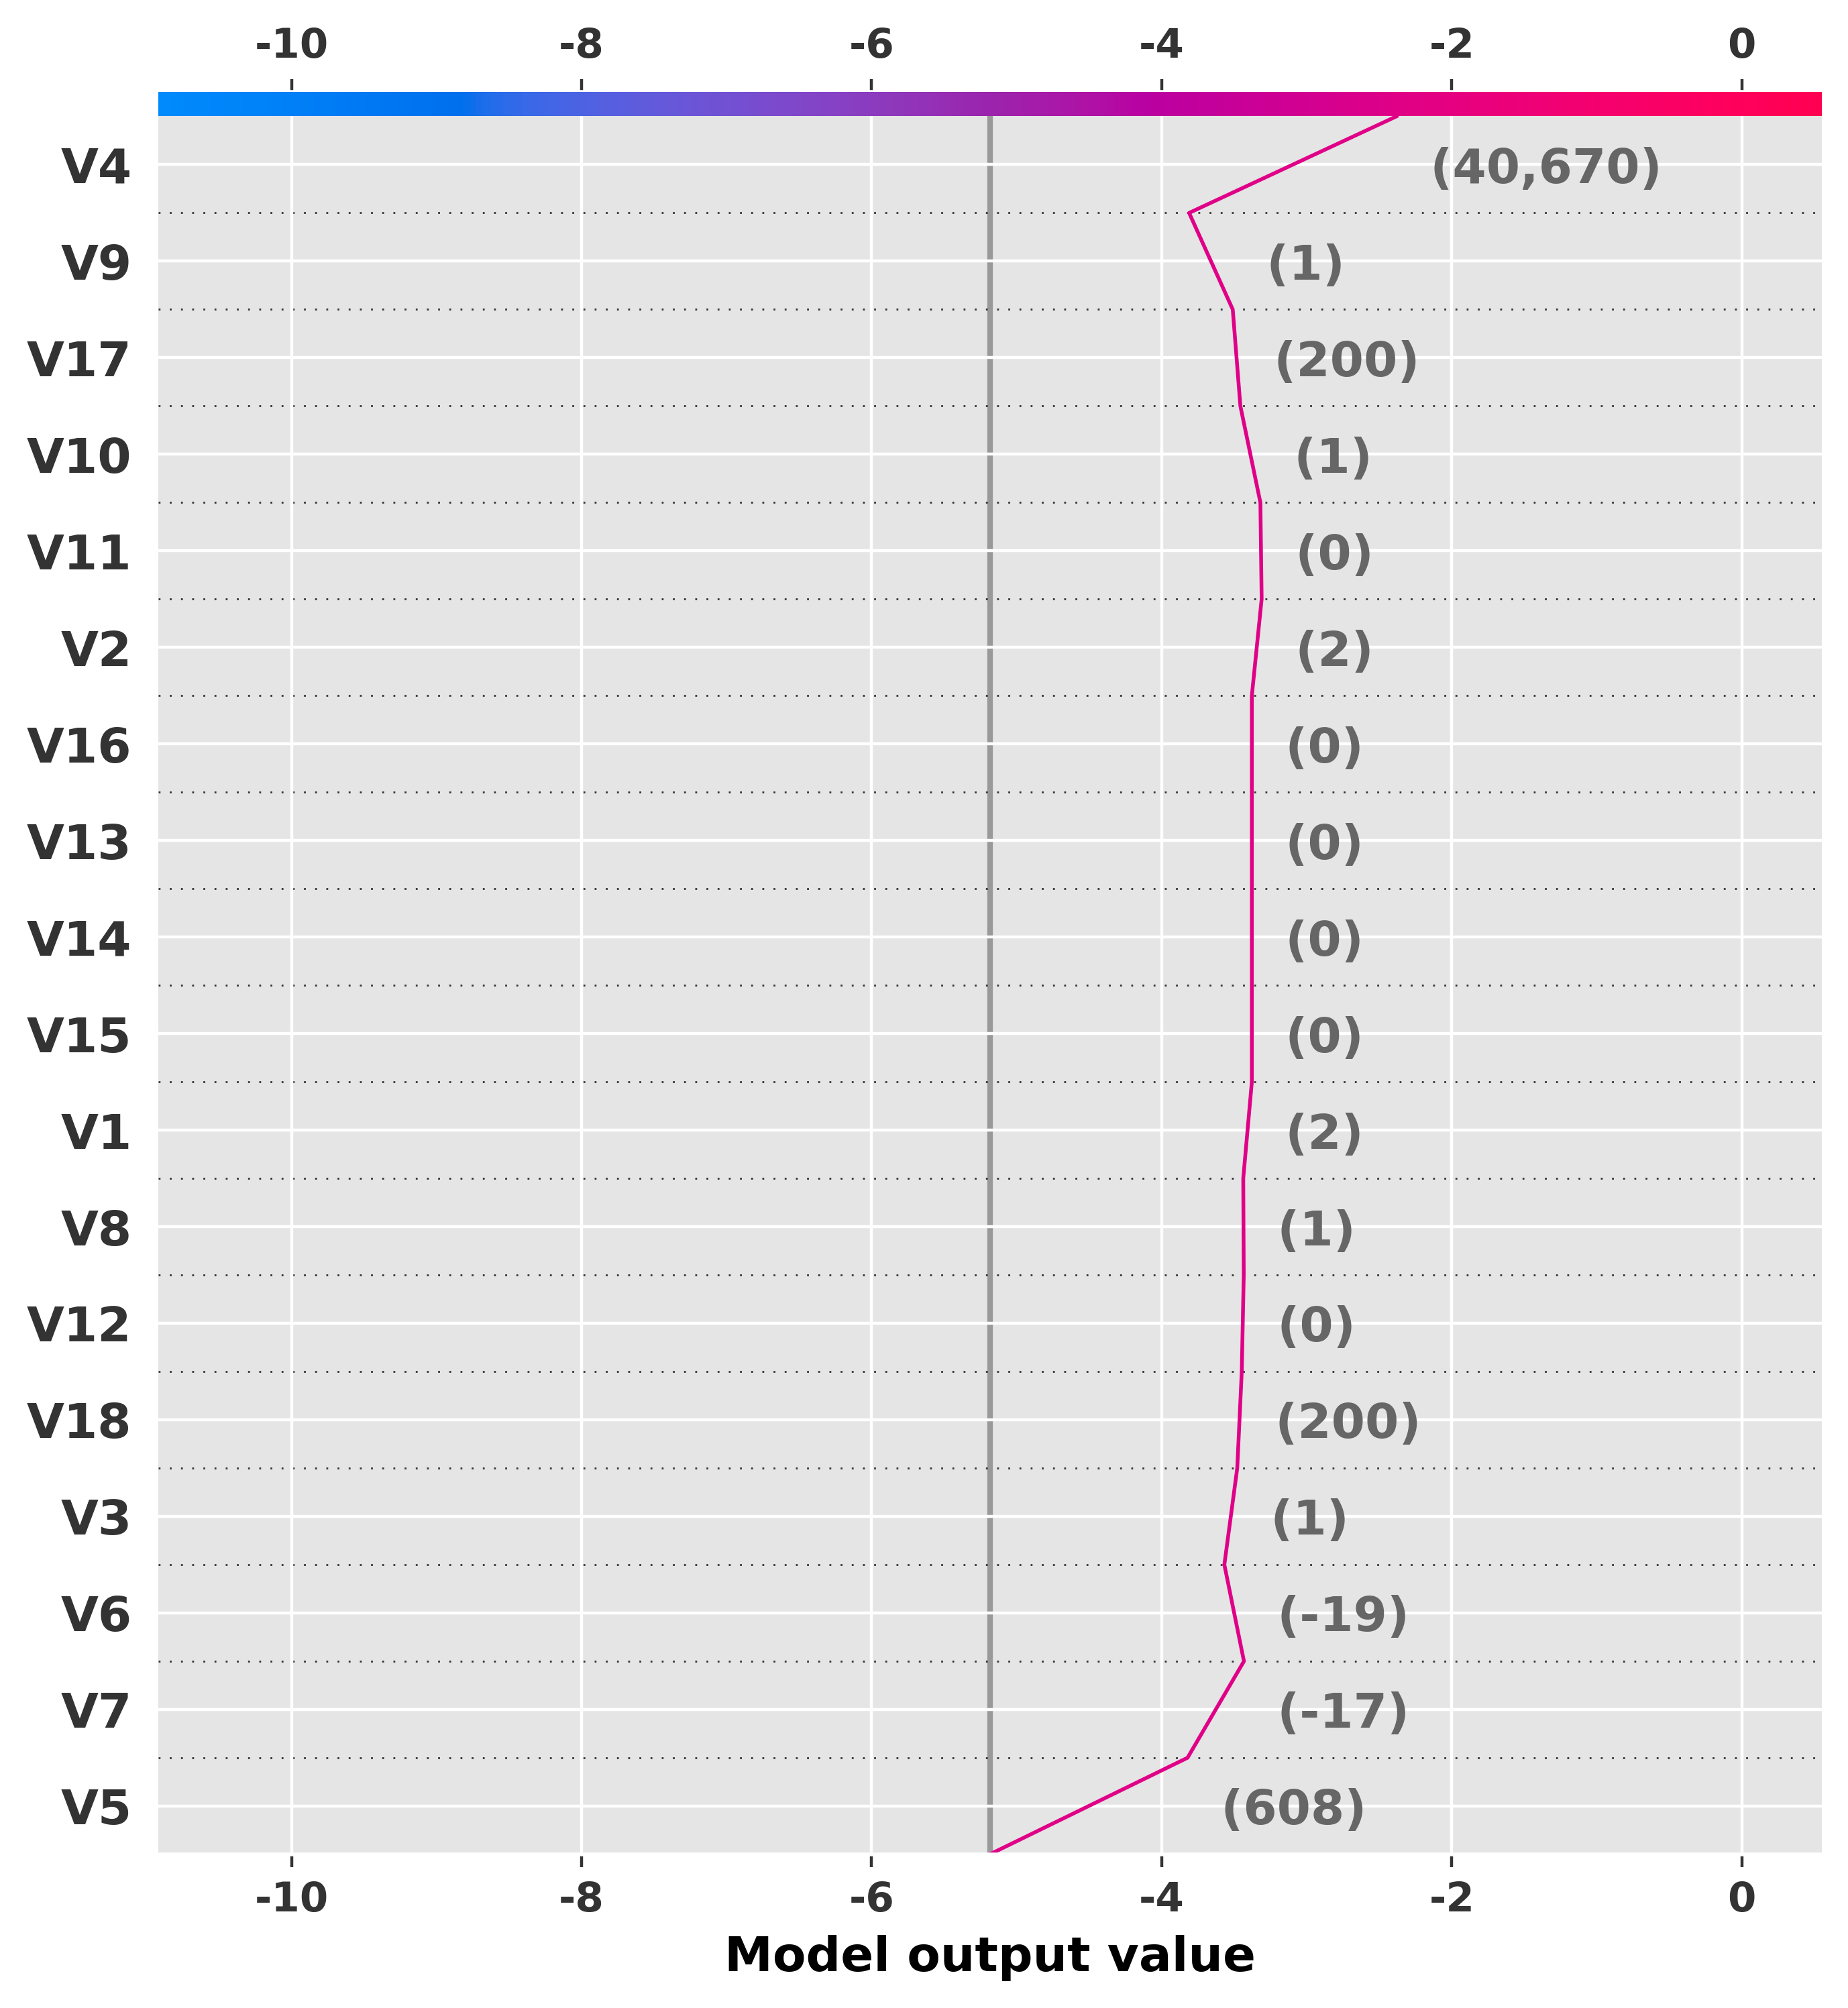 -10 -8 -6 -4 -2 0
V4 (40,670)
V9 (1)
V17 (200)
V10 (1)
V11 (0)
V2 (2)
V16 (0)
V13 (0)
V14 (0)
V15 (0)
V1 (2)
V8 (1)
V12 (0)
V18 (200)
V3 (1)
V6 (-19)
V7 (-17)
V5 (608)
-10 -8 -6 -4 -2 0
Model output value